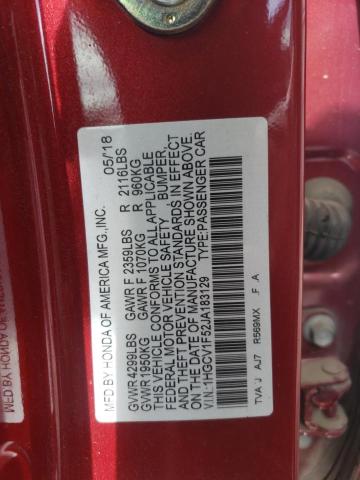 MFD BY HONDA OF AMERICA MFG., INC. 05/18
GVWR 4299LBS GAWR F 2359LBS R 2116LBS
GVWR 1950KG GAWR F 1070KG R 960KG
THIS VEHICLE CONFORMS TO ALL APPLICABLE
FEDERAL MOTOR VEHICLE SAFETY BUMPER,
AND THEFT PREVENTION STANDARDS IN EFFECT
ON THE DATE OF MANUFACTURE SHOWN ABOVE.
V.I.N.:1HGCV1F52JA183129 TYPE:PASSENGER CAR
TVA J AJ7 R569MX F A